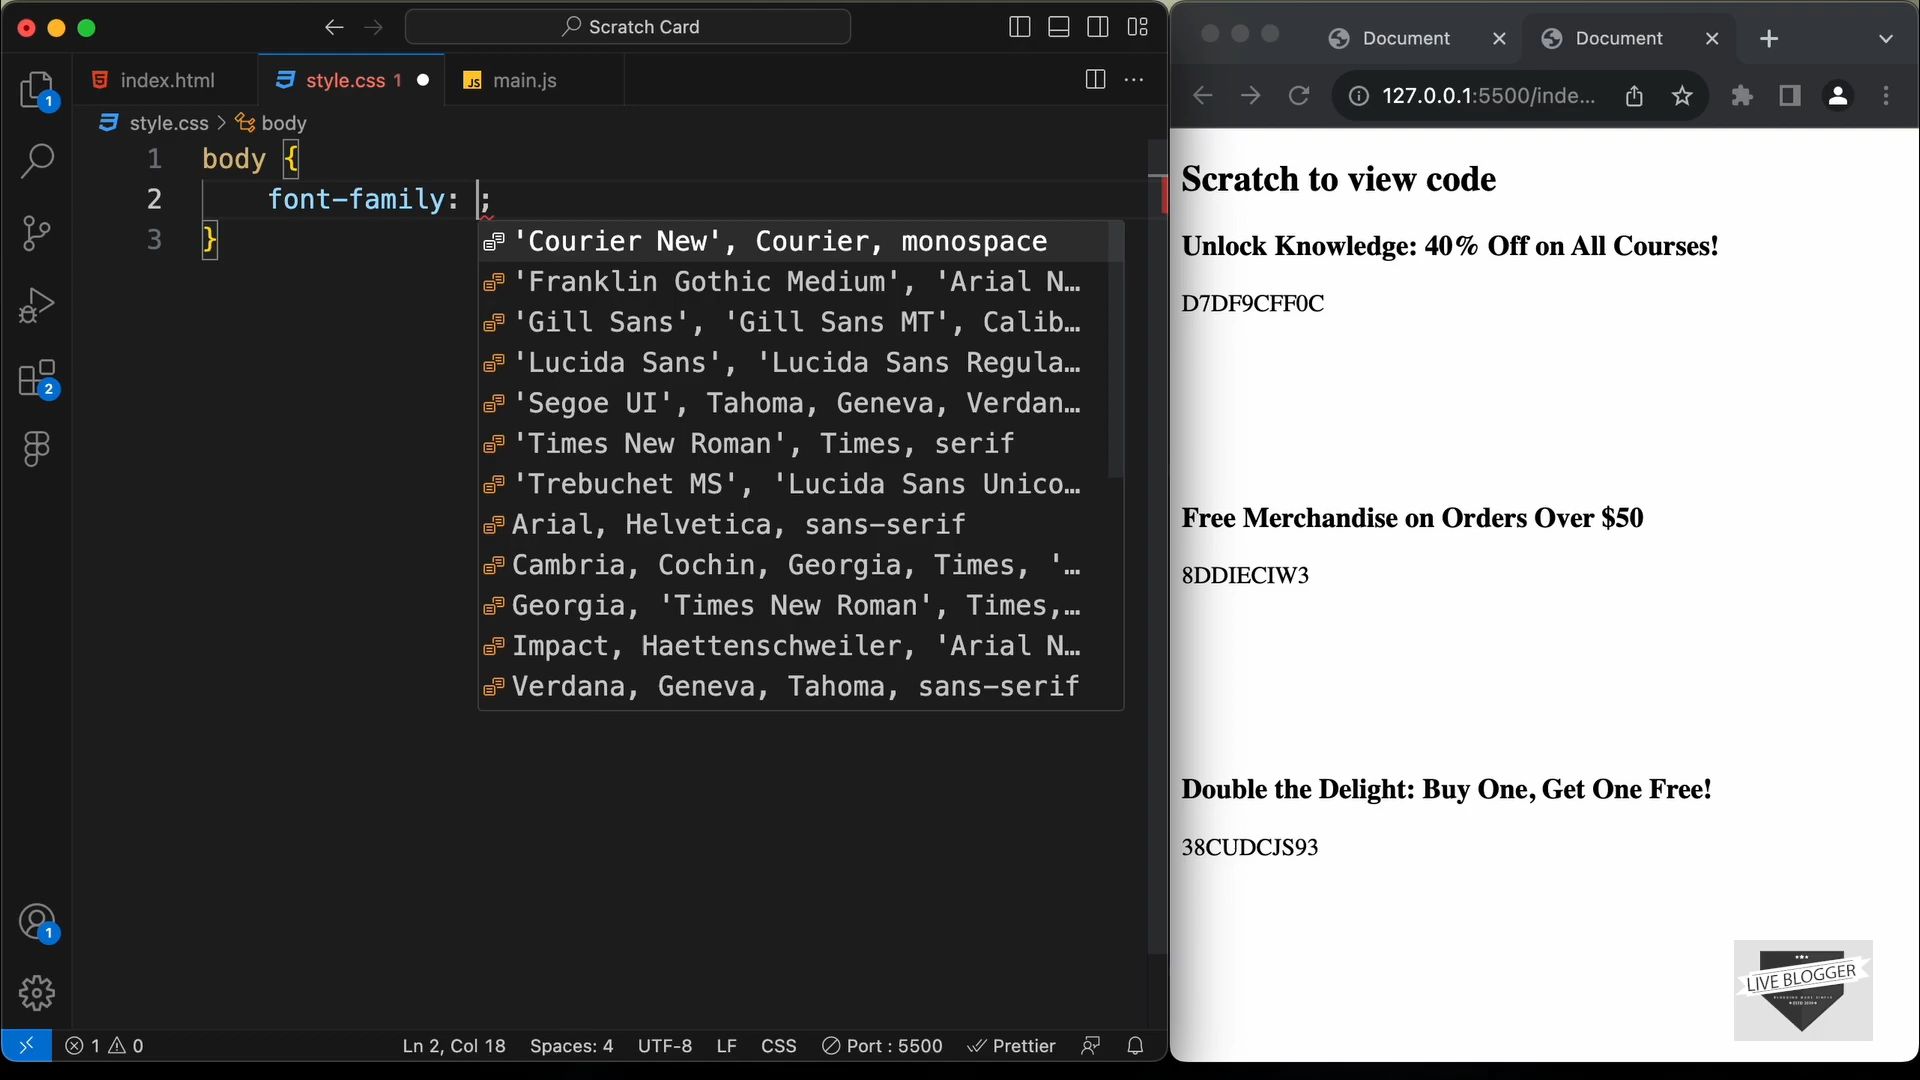 Scratch Card
index.html
style.css 1
main.js
style.css > body
1 body {
2 font-family: ;
3 }
'Courier New', Courier, monospace
'Franklin Gothic Medium', 'Arial N…
'Gill Sans', 'Gill Sans MT', Calib…
'Lucida Sans', 'Lucida Sans Regula…
'Segoe UI', Tahoma, Geneva, Verdan…
'Times New Roman', Times, serif
'Trebuchet MS', 'Lucida Sans Unico…
Arial, Helvetica, sans-serif
Cambria, Cochin, Georgia, Times, '…
Georgia, 'Times New Roman', Times,…
Impact, Haettenschweiler, 'Arial N…
Verdana, Geneva, Tahoma, sans-serif
1
2
1
1 0
Ln 2, Col 18
Spaces: 4
UTF-8
LF
CSS
Port : 5500
Prettier
Document
Document
127.0.0.1:5500/inde...
Scratch to view code
Unlock Knowledge: 40% Off on All Courses!
D7DF9CFF0C
Free Merchandise on Orders Over $50
8DDIECIW3
Double the Delight: Buy One, Get One Free!
38CUDCJS93
LIVE BLOGGER